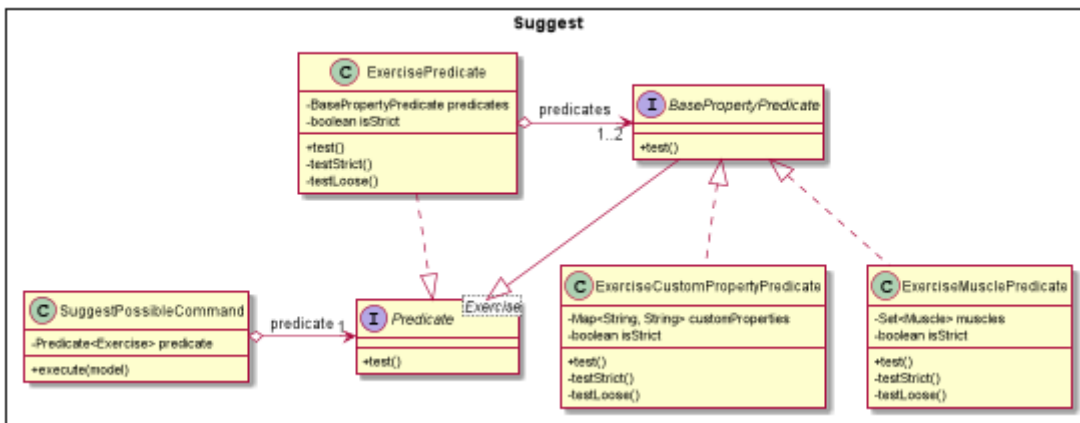 Suggest
C ExercisePredicate
-BasePropertyPredicate predicates
-boolean isStrict
+test()
-testStrict()
-testLoose()
predicates
1..2
I BasePropertyPredicate
+test()
C SuggestPossibleCommand
-Predicate<Exercise> predicate
+execute(model)
predicate 1
I Predicate
Exercise
+test()
C ExerciseCustomPropertyPredicate
-Map<String, String> customProperties
-boolean isStrict
+test()
-testStrict()
-testLoose()
C ExerciseMusclePredicate
-Set<Muscle> muscles
-boolean isStrict
+test()
-testStrict()
-testLoose()